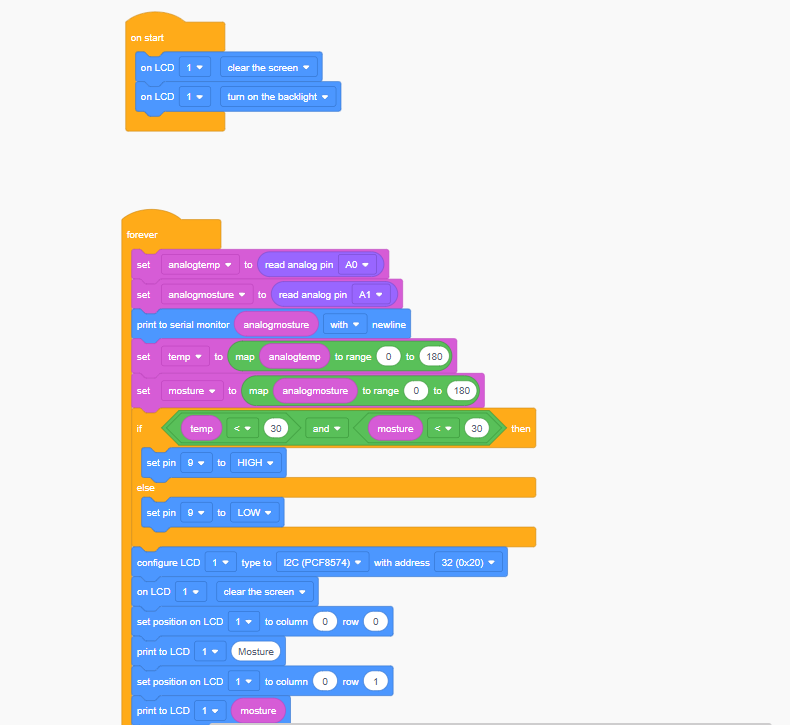 on start
on LCD 1 clear the screen
on LCD 1 turn on the backlight
forever
set analogtemp to read analog pin A0
set analogmosture to read analog pin A1
print to serial monitor analogmosture with newline
set temp to map analogtemp to range 0 to 180
set mosture to map analogmosture to range 0 to 180
if temp < 30 and mosture < 30 then
set pin 9 to HIGH
else
set pin 9 to LOW
configure LCD 1 type to I2C (PCF8574) with address 32 (0x20)
on LCD 1 clear the screen
set position on LCD 1 to column 0 row 0
print to LCD 1 Mosture
set position on LCD 1 to column 0 row 1
print to LCD 1 mosture